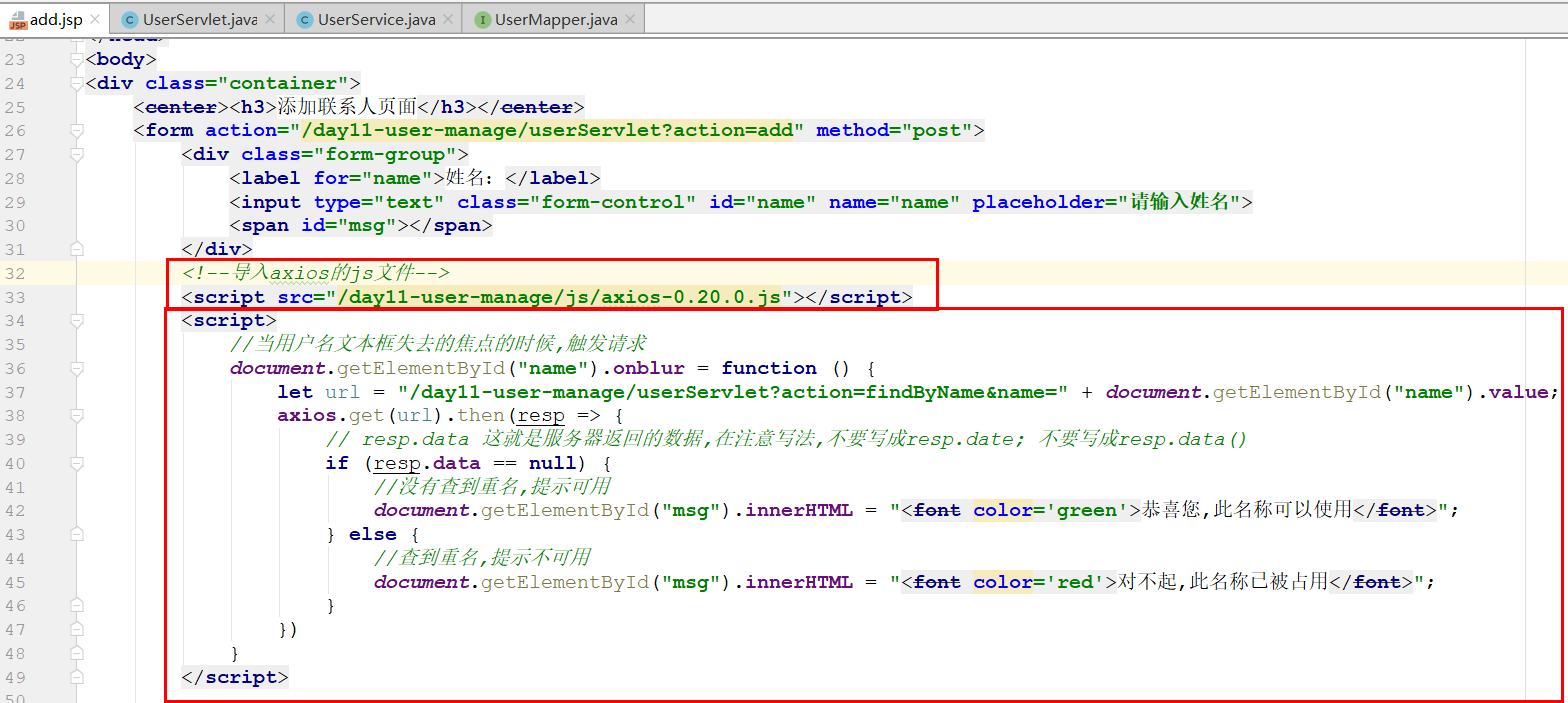 add.jsp UserServlet.java UserService.java UserMapper.java
23 <body>
24 <div class="container">
25 <center><h3>添加联系人页面</h3></center>
26 <form action="/day11-user-manage/userServlet?action=add" method="post">
27 <div class="form-group">
28 <label for="name">姓名：</label>
29 <input type="text" class="form-control" id="name" name="name" placeholder="请输入姓名">
30 <span id="msg"></span>
31 </div>
32 <!--导入axios的js文件-->
33 <script src="/day11-user-manage/js/axios-0.20.0.js"></script>
34 <script>
35 //当用户名文本框失去的焦点的时候,触发请求
36 document.getElementById("name").onblur = function () {
37 let url = "/day11-user-manage/userServlet?action=findByName&name=" + document.getElementById("name").value;
38 axios.get(url).then(resp => {
39 // resp.data 这就是服务器返回的数据,在注意写法,不要写成resp.date; 不要写成resp.data()
40 if (resp.data == null) {
41 //没有查到重名,提示可用
42 document.getElementById("msg").innerHTML = "<font color='green'>恭喜您,此名称可以使用</font>";
43 } else {
44 //查到重名,提示不可用
45 document.getElementById("msg").innerHTML = "<font color='red'>对不起,此名称已被占用</font>";
46 }
47 })
48 }
49 </script>
50